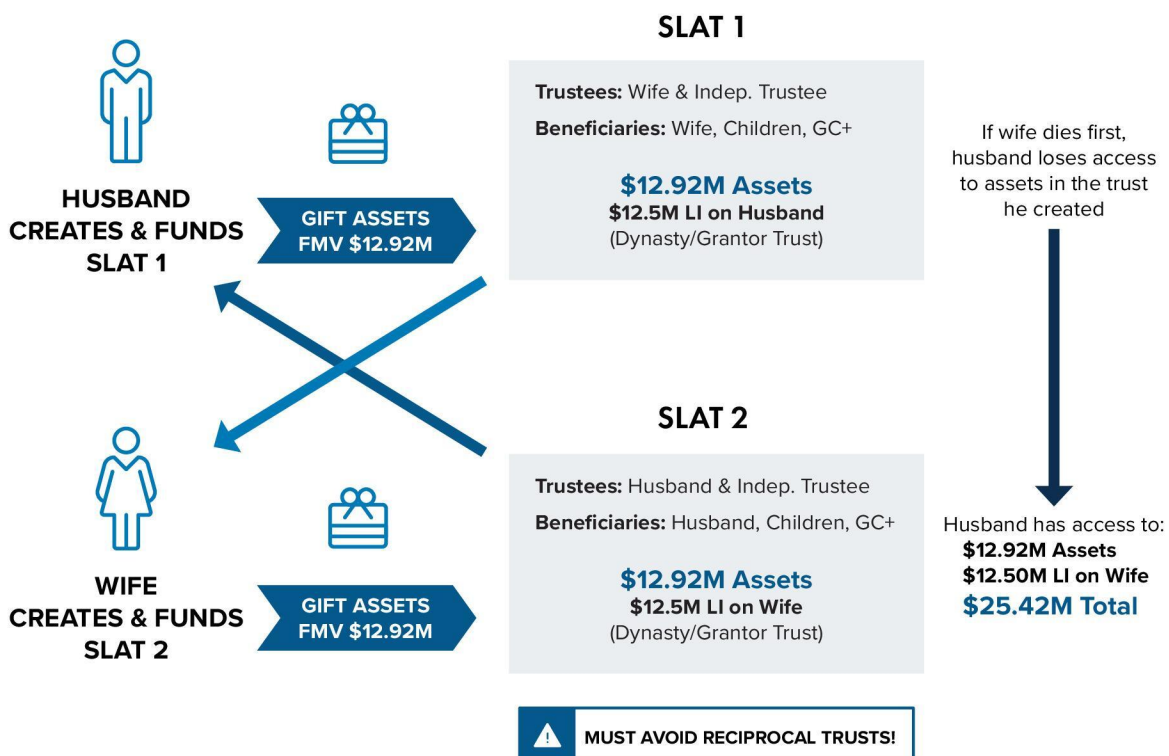 SLAT 1
Trustees: Wife & Indep. Trustee
Beneficiaries: Wife, Children, GC+
$12.92M Assets
$12.5M LI on Husband
(Dynasty/Grantor Trust)
HUSBAND
CREATES & FUNDS
SLAT 1
GIFT ASSETS
FMV $12.92M
If wife dies first,
husband loses access
to assets in the trust
he created
SLAT 2
Trustees: Husband & Indep. Trustee
Beneficiaries: Husband, Children, GC+
$12.92M Assets
$12.5M LI on Wife
(Dynasty/Grantor Trust)
WIFE
CREATES & FUNDS
SLAT 2
GIFT ASSETS
FMV $12.92M
Husband has access to:
$12.92M Assets
$12.50M LI on Wife
$25.42M Total
! MUST AVOID RECIPROCAL TRUSTS!